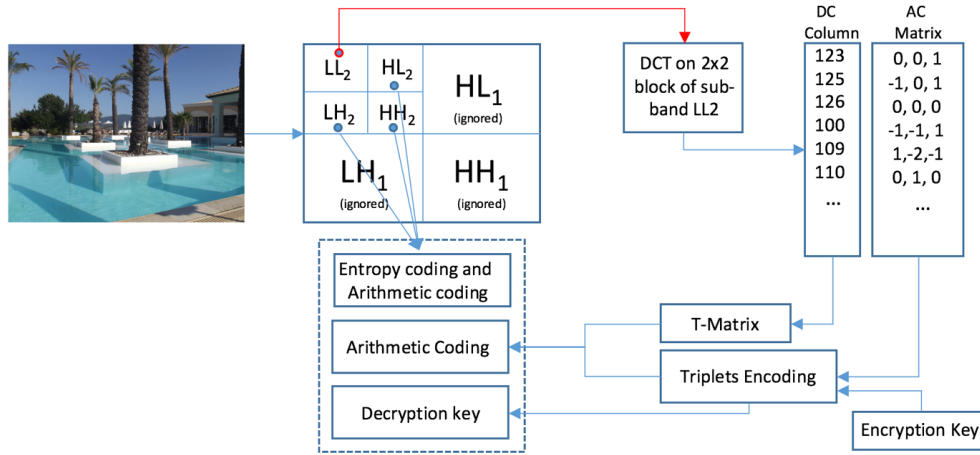 LL2
HL2
LH2
HH2
HL1
(ignored)
LH1
(ignored)
HH1
(ignored)
DCT on 2x2
block of sub-
band LL2
DC
Column
123
125
126
100
109
110
...
AC
Matrix
0, 0, 1
-1, 0, 1
0, 0, 0
-1,-1, 1
1,-2,-1
0, 1, 0
...
Entropy coding and
Arithmetic coding
Arithmetic Coding
Decryption key
T-Matrix
Triplets Encoding
Encryption Key